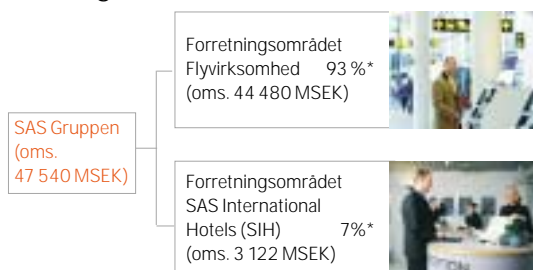 Forretningsområdet
Flyvirksomhed 93 %*
(oms. 44 480 MSEK)
SAS Gruppen
(oms.
47 540 MSEK)
Forretningsområdet
SAS International
Hotels (SIH) 7%*
(oms. 3 122 MSEK)